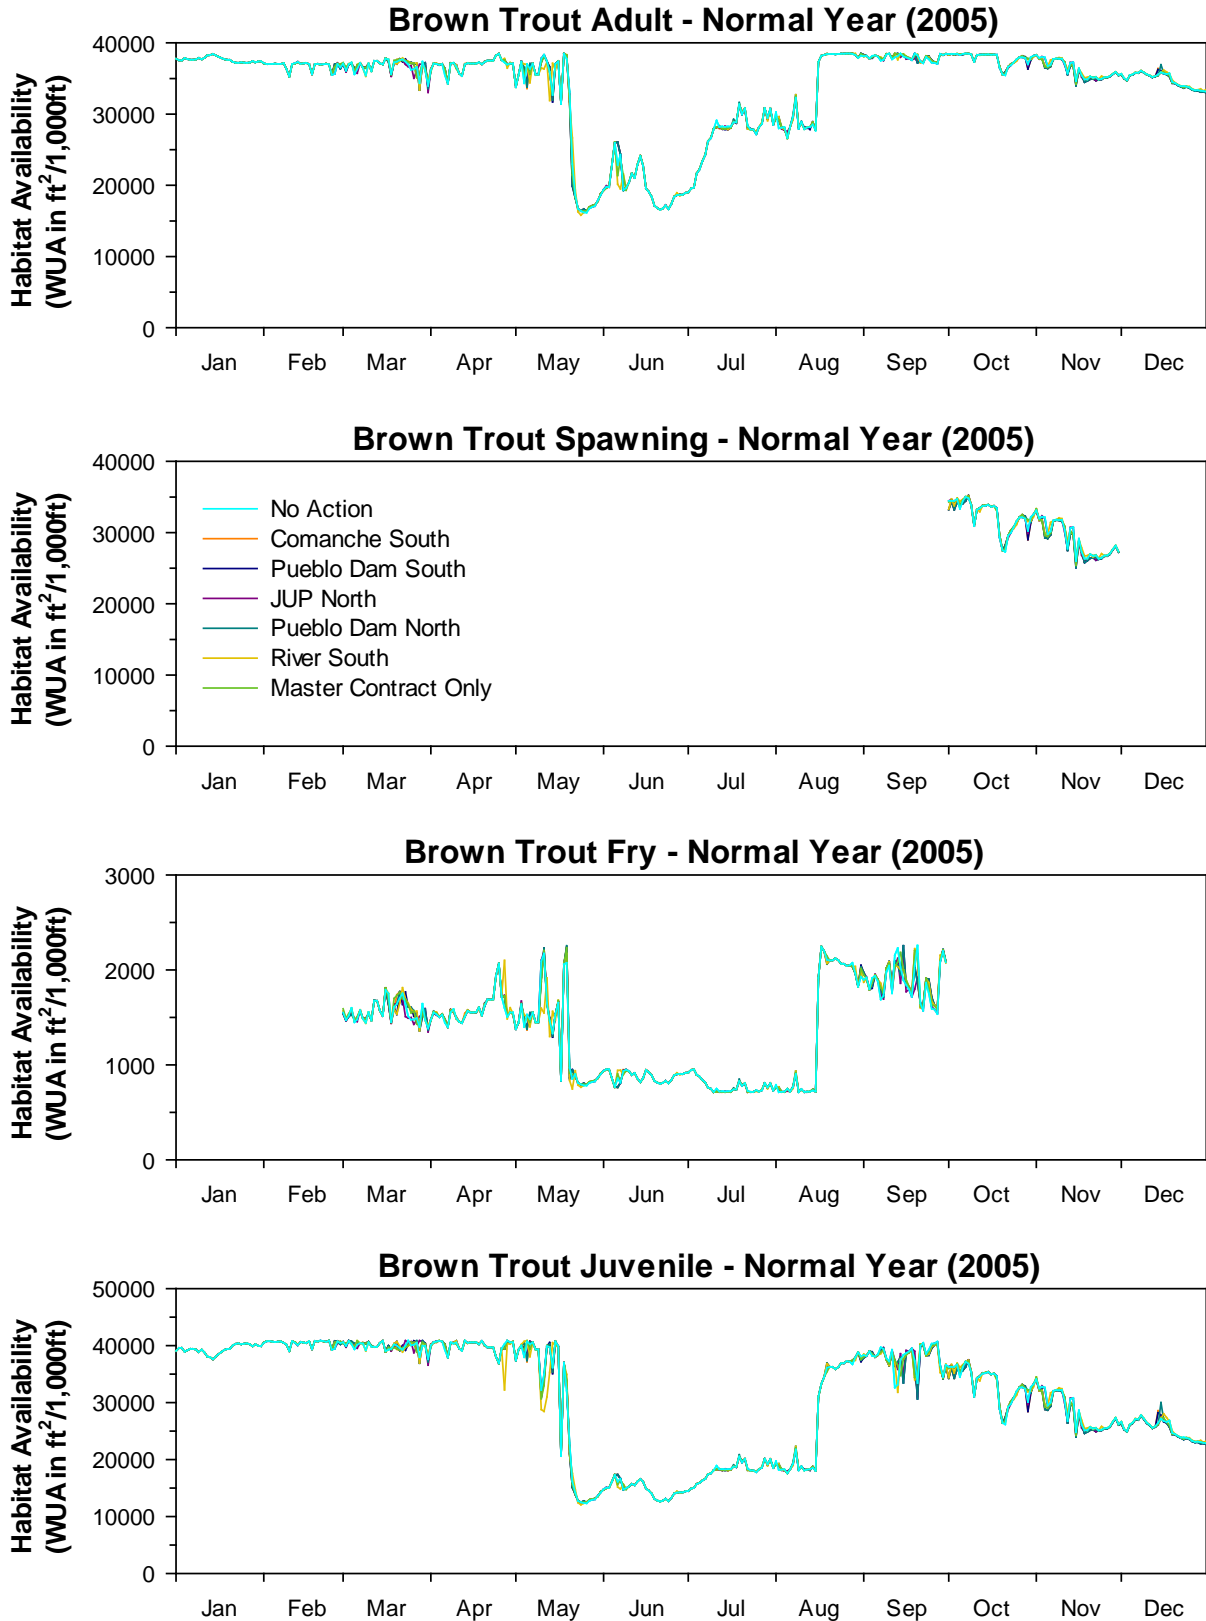 Brown Trout Adult - Normal Year (2005)
Habitat Availability
(WUA in ft²/1,000ft)
40000
30000
20000
10000
0
Jan Feb Mar Apr May Jun Jul Aug Sep Oct Nov Dec
Brown Trout Spawning - Normal Year (2005)
Habitat Availability
(WUA in ft²/1,000ft)
40000
30000
20000
10000
0
No Action
Comanche South
Pueblo Dam South
JUP North
Pueblo Dam North
River South
Master Contract Only
Jan Feb Mar Apr May Jun Jul Aug Sep Oct Nov Dec
Brown Trout Fry - Normal Year (2005)
Habitat Availability
(WUA in ft²/1,000ft)
3000
2000
1000
0
Jan Feb Mar Apr May Jun Jul Aug Sep Oct Nov Dec
Brown Trout Juvenile - Normal Year (2005)
Habitat Availability
(WUA in ft²/1,000ft)
50000
40000
30000
20000
10000
0
Jan Feb Mar Apr May Jun Jul Aug Sep Oct Nov Dec